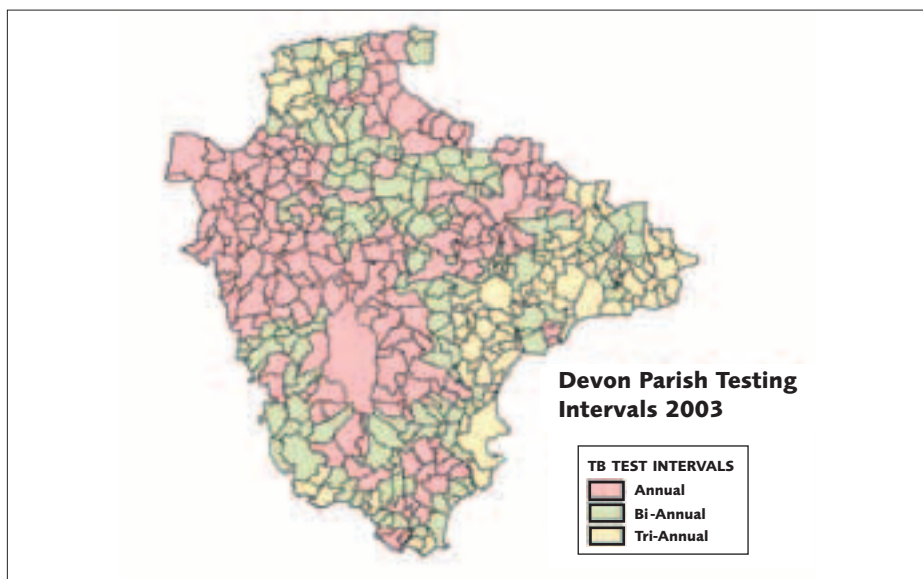 Devon Parish Testing
Intervals 2003
TB TEST INTERVALS
Annual
Bi-Annual
Tri-Annual